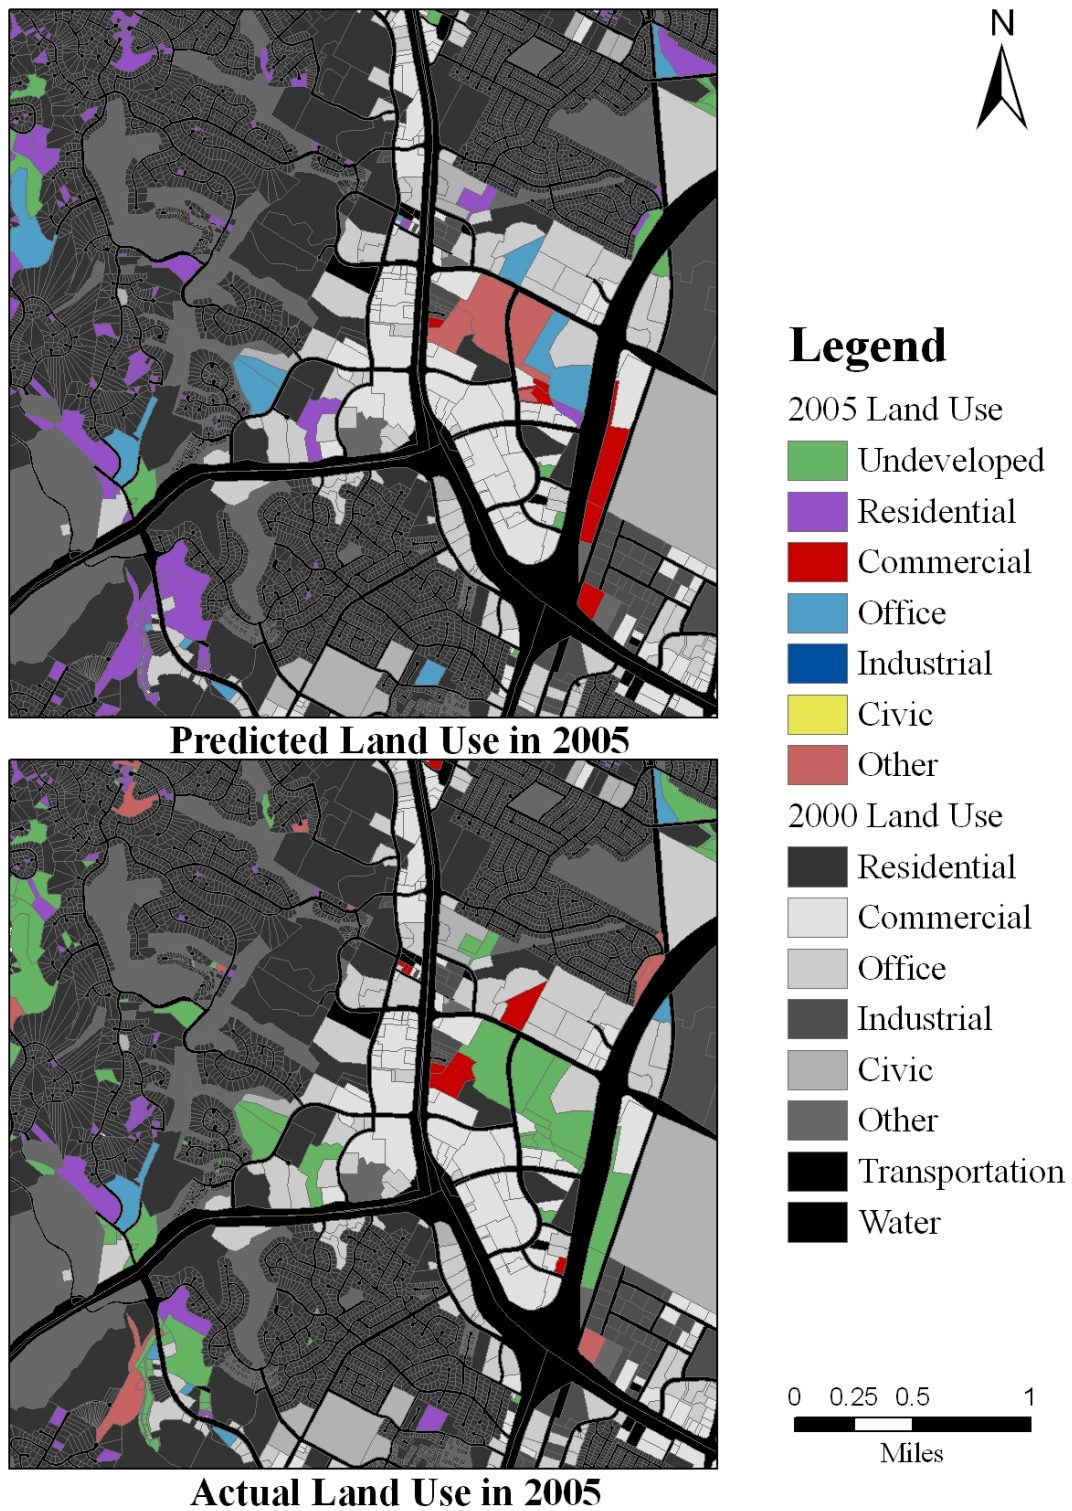 N
Legend
2005 Land Use
Undeveloped
Residential
Commercial
Office
Industrial
Civic
Other
2000 Land Use
Residential
Commercial
Office
Industrial
Civic
Other
Transportation
Water
Predicted Land Use in 2005
0 0.25 0.5 1
Miles
Actual Land Use in 2005